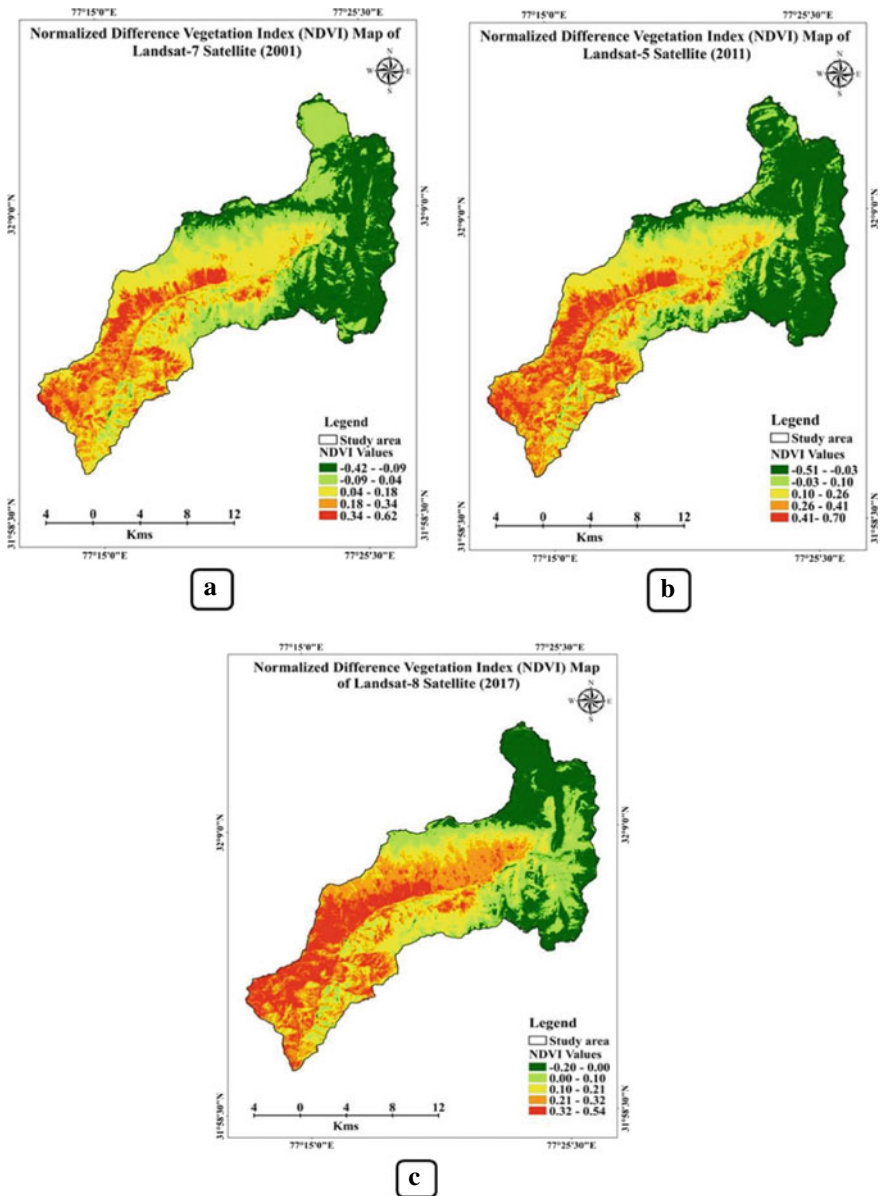 77°15'0"E 77°25'30"E
Normalized Difference Vegetation Index (NDVI) Map of
Landsat-7 Satellite (2001)
N
W E
S
32°9'0"N 32°9'0"N
Legend
Study area
NDVI Values
-0.42 - -0.09
-0.09 - 0.04
0.04 - 0.18
0.18 - 0.34
0.34 - 0.62
4 0 4 8 12
Kms
31°58'30"N 31°58'30"N
77°15'0"E 77°25'30"E
a
77°15'0"E 77°25'30"E
Normalized Difference Vegetation Index (NDVI) Map of
Landsat-5 Satellite (2011)
N
W E
S
32°9'0"N 32°9'0"N
Legend
Study area
NDVI Values
-0.51 - -0.03
-0.03 - 0.10
0.10 - 0.26
0.26 - 0.41
0.41- 0.70
4 0 4 8 12
Kms
31°58'30"N 31°58'30"N
77°15'0"E 77°25'30"E
b
77°15'0"E 77°25'30"E
Normalized Difference Vegetation Index (NDVI) Map
of Landsat-8 Satellite (2017)
N
W E
S
32°9'0"N 32°9'0"N
Legend
Study area
NDVI Values
-0.20 - 0.00
0.00 - 0.10
0.10 - 0.21
0.21 - 0.32
0.32 - 0.54
4 0 4 8 12
Kms
31°58'30"N 31°58'30"N
77°15'0"E 77°25'30"E
c